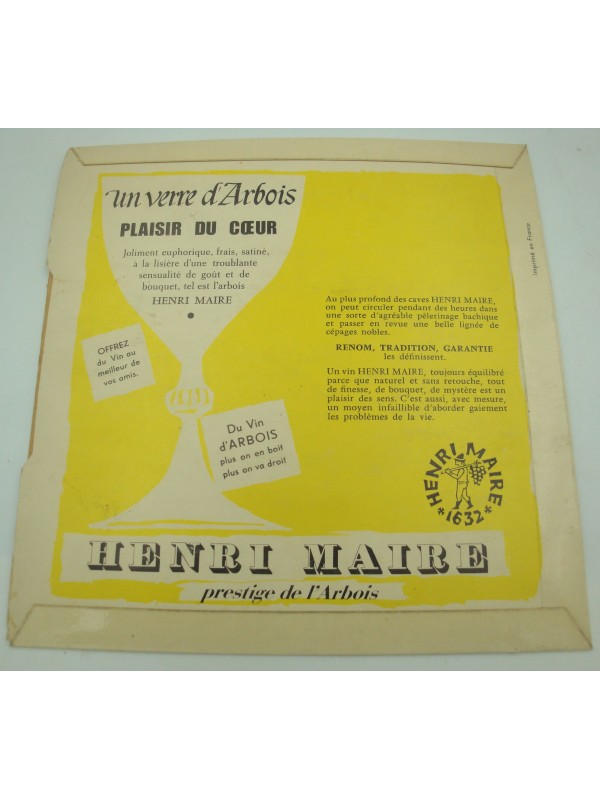 un verre d'Arbois
PLAISIR DU CŒUR
Joliment euphorique, frais, satiné,
à la lisière d'une troublante
sensualité de goût et de
bouquet, tel est l'arbois
HENRI MAIRE
OFFREZ
du Vin au
meilleur de
vos amis.
Du Vin
d'ARBOIS
plus on en boit
plus on va droit
Au plus profond des caves HENRI MAIRE,
on peut circuler pendant des heures dans
une sorte d'agréable pèlerinage bachique
et passer en revue une belle lignée de
cépages nobles.
RENOM, TRADITION, GARANTIE
les définissent.
Un vin HENRI MAIRE, toujours équilibré
parce que naturel et sans retouche, tout
de finesse, de bouquet, de mystère est un
plaisir des sens. C'est aussi, avec mesure,
un moyen infaillible d'aborder gaiement
les problèmes de la vie.
HENRI MAIRE
*1632*
HENRI MAIRE
prestige de l'Arbois
Imprimé en France